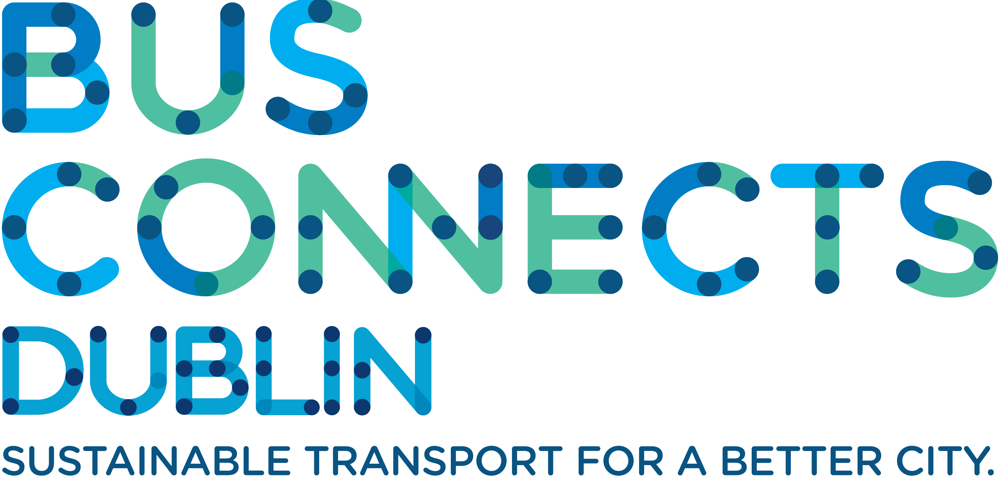 BUS
CONNECTS
DUBLIN
SUSTAINABLE TRANSPORT FOR A BETTER CITY.